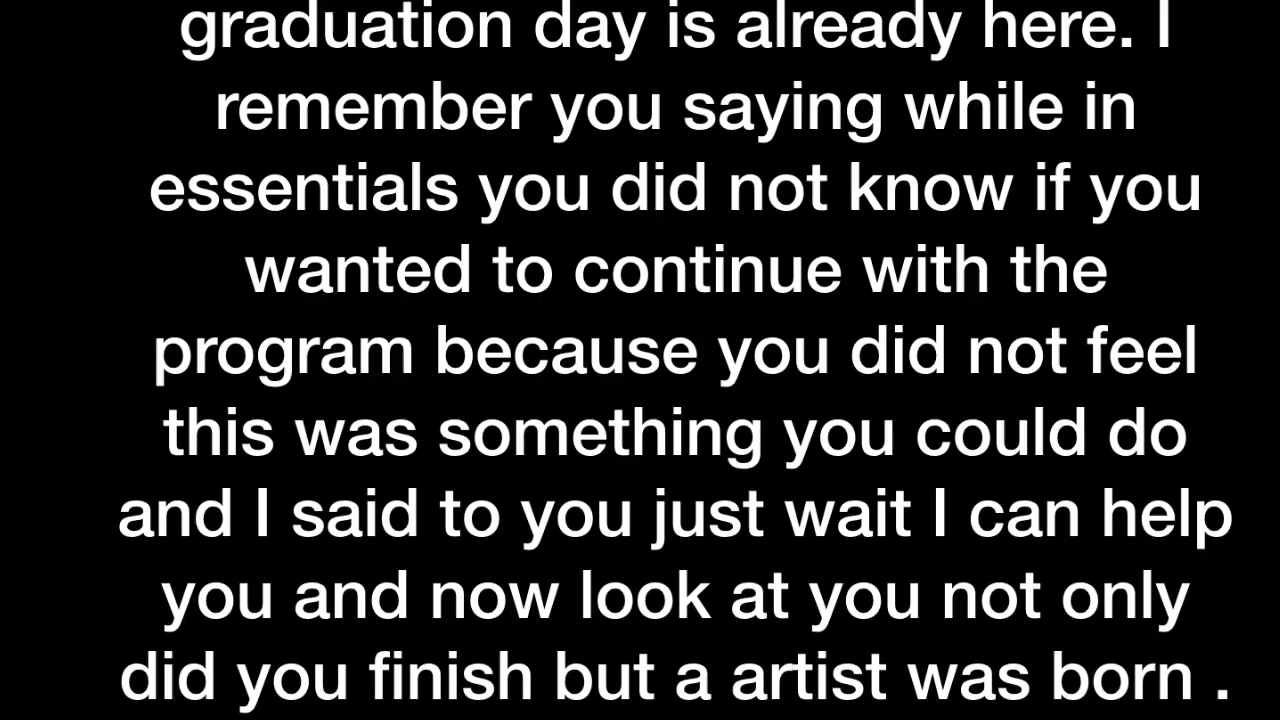 graduation day is already here. I
remember you saying while in
essentials you did not know if you
wanted to continue with the
program because you did not feel
this was something you could do
and I said to you just wait I can help
you and now look at you not only
did you finish but a artist was born .